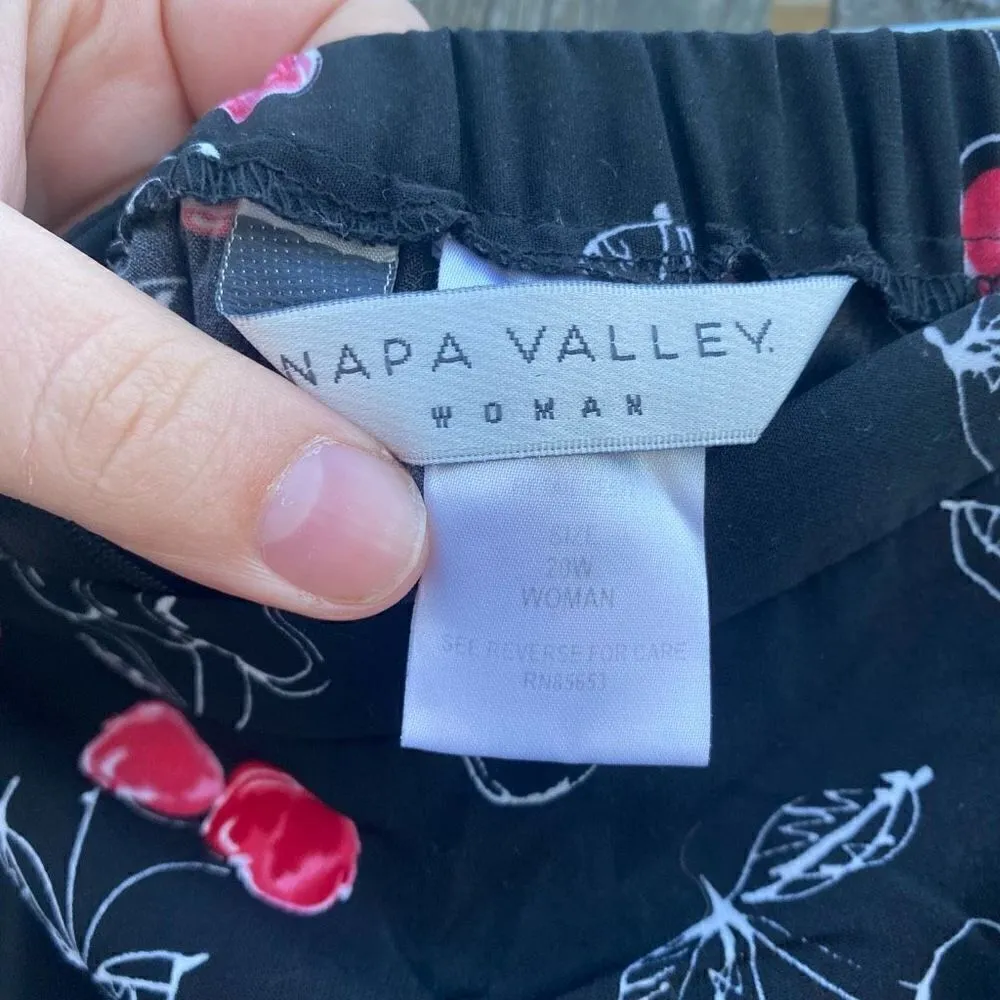 NAPA VALLEY.
WOMAN
SIZE
20W
WOMAN
SEE REVERSE FOR CARE
RN85653